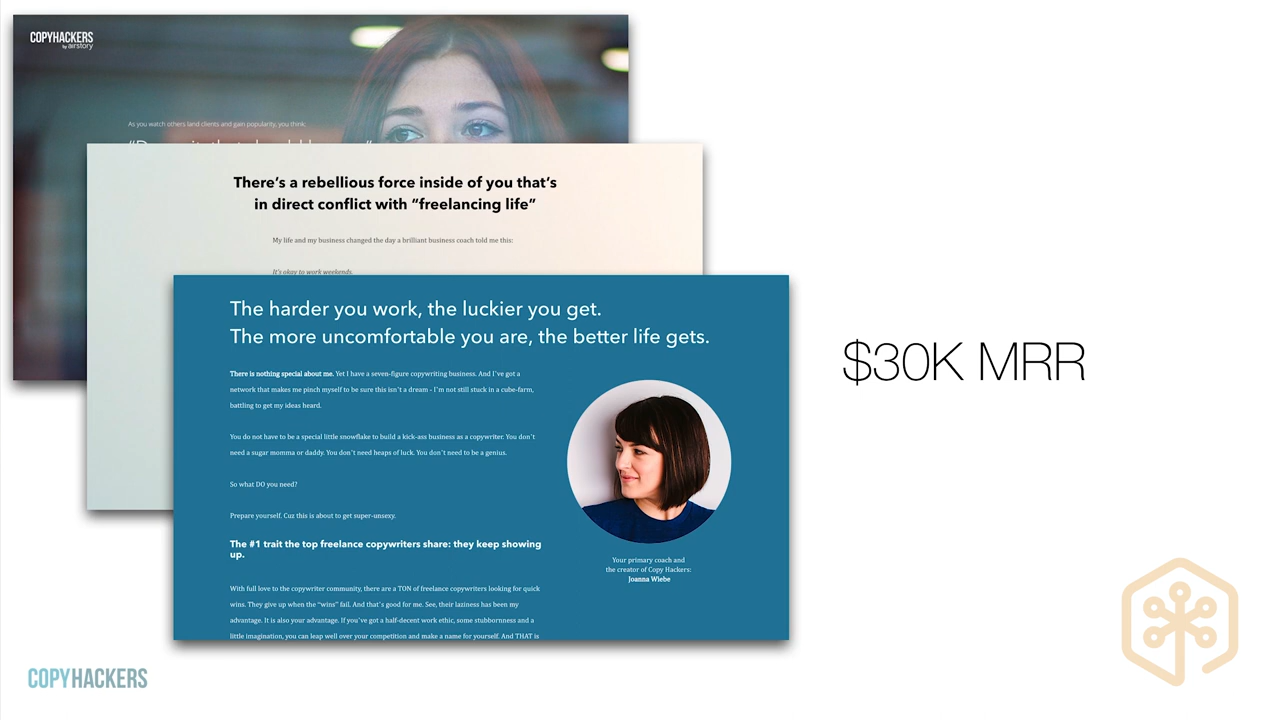 COPYHACKERS
by airstory
As you watch others land clients and gain popularity, you think:
There's a rebellious force inside of you that's
in direct conflict with "freelancing life"
My life and my business changed the day a brilliant business coach told me this:
It's okay to work weekends.
The harder you work, the luckier you get.
The more uncomfortable you are, the better life gets.
There is nothing special about me. Yet I have a seven-figure copywriting business. And I've got a
network that makes me pinch myself to be sure this isn't a dream - I'm not still stuck in a cube-farm,
battling to get my ideas heard.
You do not have to be a special little snowflake to build a kick-ass business as a copywriter. You don't
need a sugar momma or daddy. You don't need heaps of luck. You don't need to be a genius.
So what DO you need?
Prepare yourself. Cuz this is about to get super-unsexy.
The #1 trait the top freelance copywriters share: they keep showing
up.
With full love to the copywriter community, there are a TON of freelance copywriters looking for quick
wins. They give up when the "wins" fail. And that's good for me. See, their laziness has been my
advantage. It is also your advantage. If you've got a half-decent work ethic, some stubbornness and a
little imagination, you can leap well over your competition and make a name for yourself. And THAT is
Your primary coach and
the creator of Copy Hackers:
Joanna Wiebe
$30K MRR
COPYHACKERS